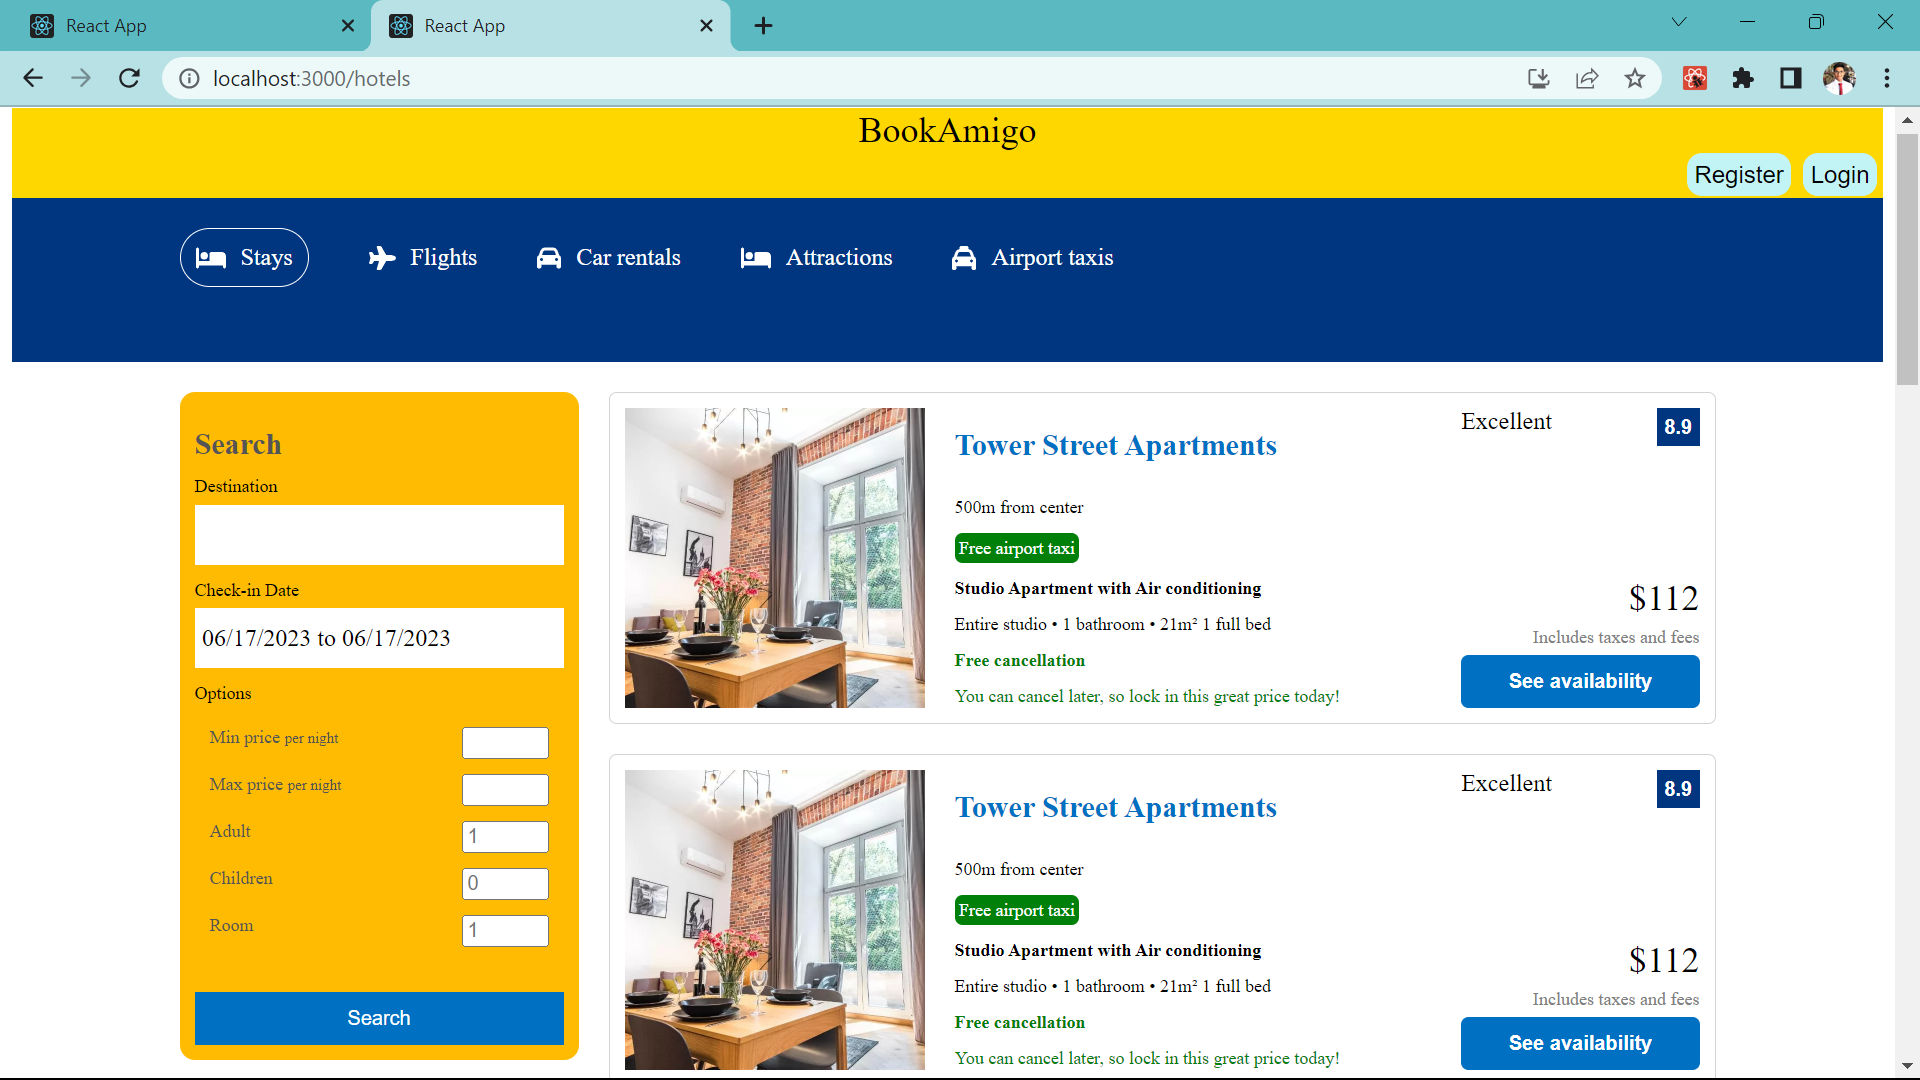 React App
React App
localhost:3000/hotels
BookAmigo
Register Login
Stays Flights Car rentals Attractions Airport taxis
Search
Destination
Check-in Date
06/17/2023 to 06/17/2023
Options
Min price per night
Max price per night
Adult 1
Children 0
Room 1
Search
Tower Street Apartments
500m from center
Free airport taxi
Studio Apartment with Air conditioning
Entire studio • 1 bathroom • 21m² 1 full bed
Free cancellation
You can cancel later, so lock in this great price today!
Excellent 8.9
$112
Includes taxes and fees
See availability
Tower Street Apartments
500m from center
Free airport taxi
Studio Apartment with Air conditioning
Entire studio • 1 bathroom • 21m² 1 full bed
Free cancellation
You can cancel later, so lock in this great price today!
Excellent 8.9
$112
Includes taxes and fees
See availability